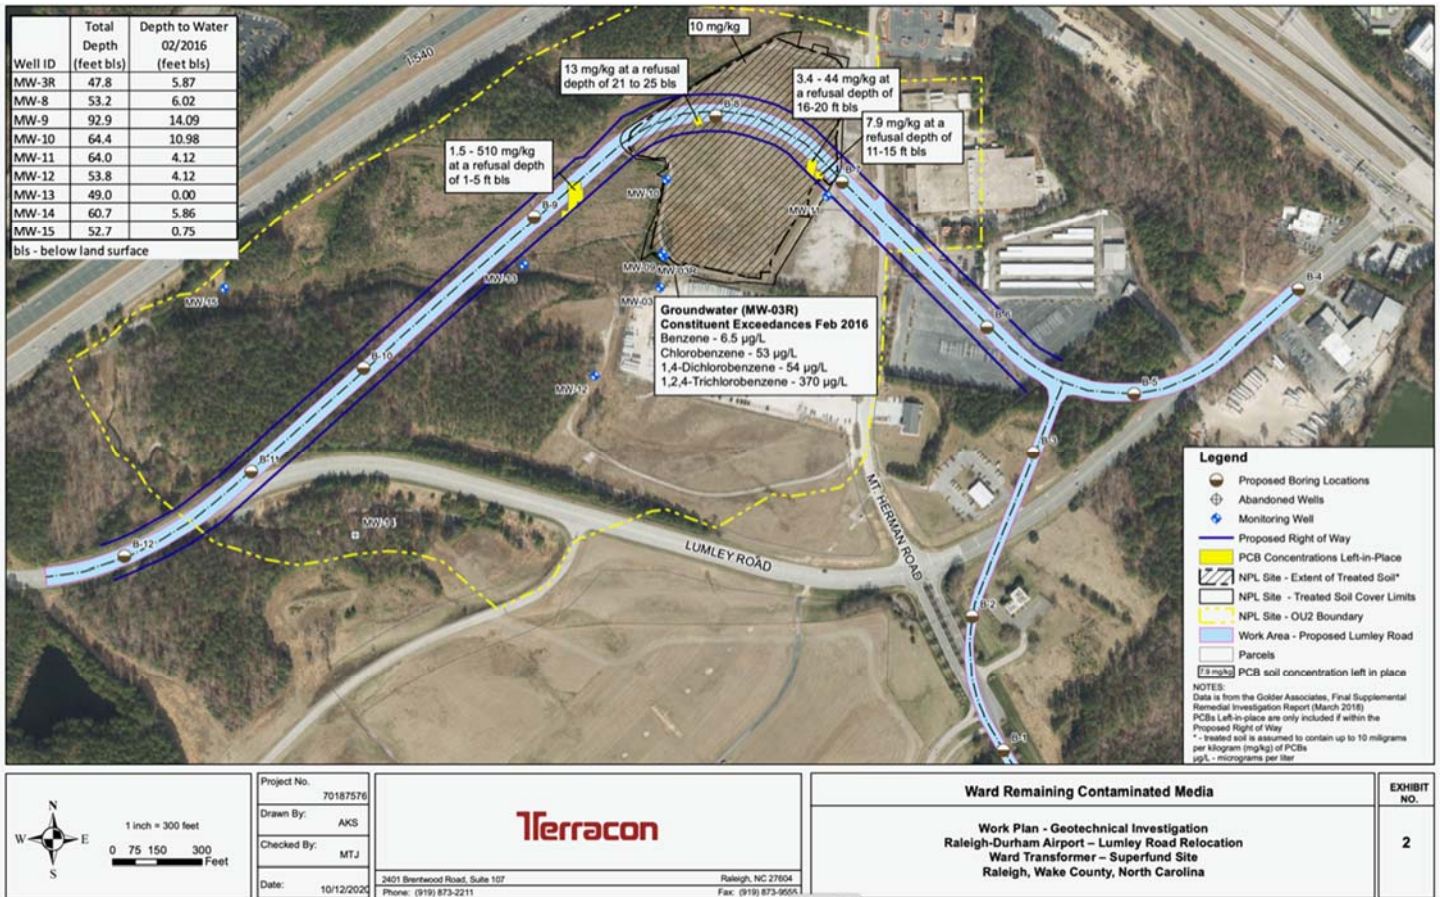 Well ID	Total Depth (feet bls)	Depth to Water 02/2016 (feet bls)
MW-3R	47.8	5.87
MW-8	53.2	6.02
MW-9	92.9	14.09
MW-10	64.4	10.98
MW-11	64.0	4.12
MW-12	53.8	4.12
MW-13	49.0	0.00
MW-14	60.7	5.86
MW-15	52.7	0.75
bls - below land surface
I-540
10 mg/kg
13 mg/kg at a refusal
depth of 21 to 25 bls
3.4 - 44 mg/kg at
a refusal depth of
16-20 ft bls
7.9 mg/kg at a
refusal depth of
11-15 ft bls
1.5 - 510 mg/kg
at a refusal depth
of 1-5 ft bls
B-8
B-7
B-9
MW-10
MW-11
MW-09
MW-03R
MW-03
MW-13
MW-15
B-4
B-6
B-5
B-10
MW-12
B-3
B-11
B-12
B-2
B-1
Groundwater (MW-03R)
Constituent Exceedances Feb 2016
Benzene - 6.5 µg/L
Chlorobenzene - 53 µg/L
1,4-Dichlorobenzene - 54 µg/L
1,2,4-Trichlorobenzene - 370 µg/L
LUMLEY ROAD
MT. HERMAN ROAD
Legend
Proposed Boring Locations
Abandoned Wells
Monitoring Well
Proposed Right of Way
PCB Concentrations Left-in-Place
NPL Site - Extent of Treated Soil*
NPL Site - Treated Soil Cover Limits
NPL Site - OU2 Boundary
Work Area - Proposed Lumley Road
Parcels
7.9 mg/kg PCB soil concentration left in place
NOTES:
Data is from the Golder Associates, Final Supplemental
Remedial Investigation Report (March 2018)
PCBs Left-in-place are only included if within the
Proposed Right of Way
* - treated soil is assumed to contain up to 10 miligrams
per kilogram (mg/kg) of PCBs
µg/L - micrograms per liter
N
W E
S
1 inch = 300 feet
0 75 150 300
Feet
Project No.
70187576
Drawn By:
AKS
Checked By:
MTJ
Date:
10/12/2020
Terracon
2401 Brentwood Road, Suite 107 Raleigh, NC 27604
Phone: (919) 873-2211 Fax: (919) 873-9555
Ward Remaining Contaminated Media
Work Plan - Geotechnical Investigation
Raleigh-Durham Airport – Lumley Road Relocation
Ward Transformer – Superfund Site
Raleigh, Wake County, North Carolina
EXHIBIT
NO.
2